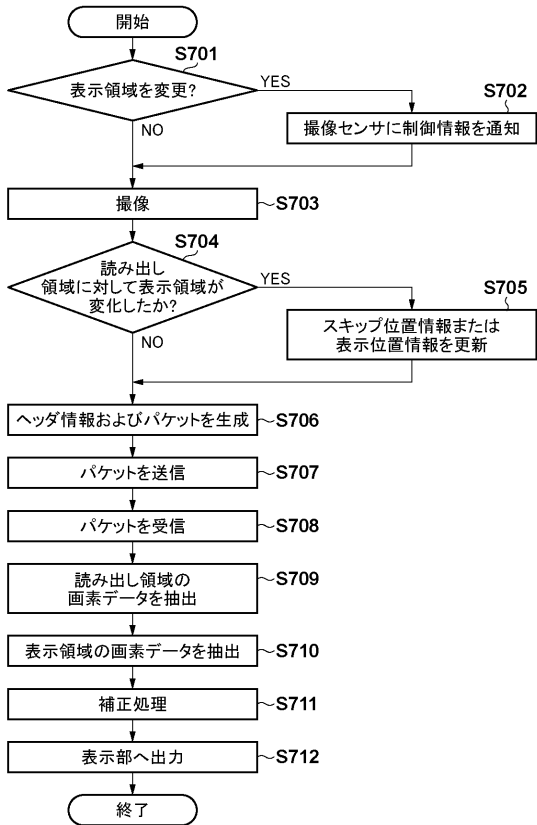 開始
S701
表示領域を変更?
YES
NO
S702
撮像センサに制御情報を通知
撮像
S703
S704
読み出し
領域に対して表示領域が
変化したか?
YES
NO
S705
スキップ位置情報または
表示位置情報を更新
ヘッダ情報およびパケットを生成
S706
パケットを送信
S707
パケットを受信
S708
読み出し領域の
画素データを抽出
S709
表示領域の画素データを抽出
S710
補正処理
S711
表示部へ出力
S712
終了